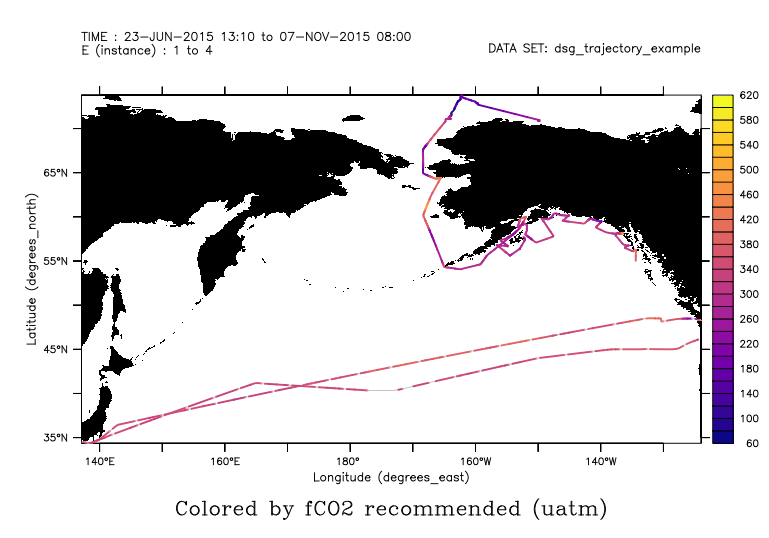 TIME : 23-JUN-2015 13:10 to 07-NOV-2015 08:00
E (instance) : 1 to 4
DATA SET: dsg_trajectory_example
620
580
540
500
460
420
380
340
300
260
220
180
140
100
60
65°N
55°N
45°N
35°N
Latitude (degrees_north)
140°E
160°E
180°
160°W
140°W
Longitude (degrees_east)
Colored by fCO2 recommended (uatm)